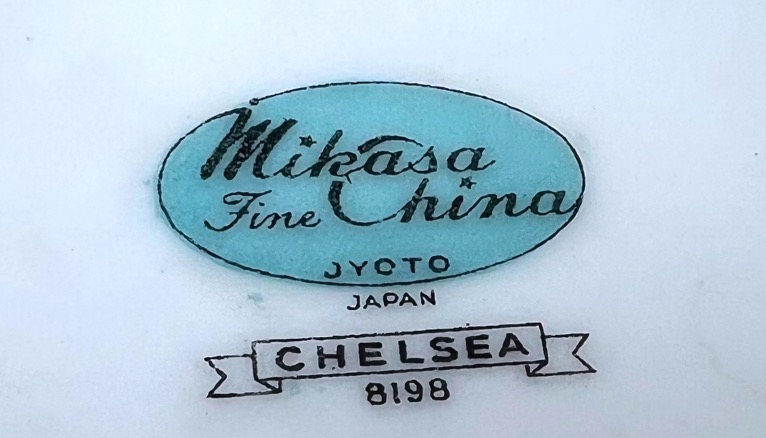 Mikasa
Fine China
JYOTO
JAPAN
CHELSEA
8198